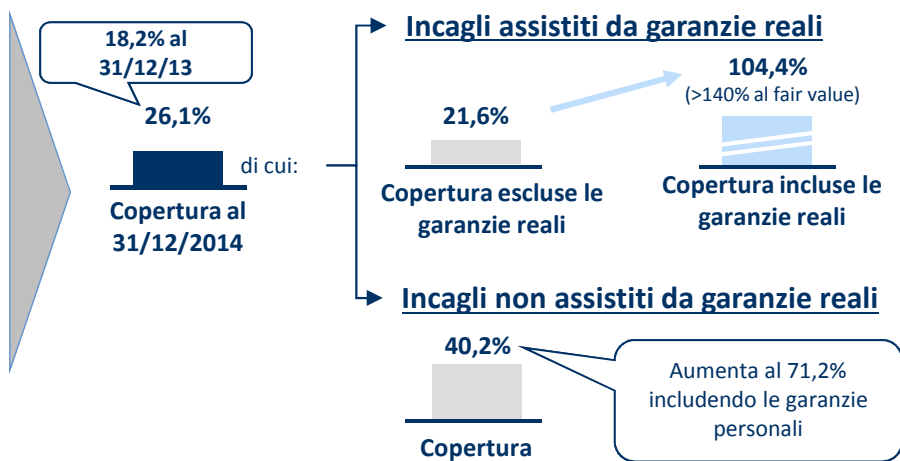 18,2% al
31/12/13
26,1%
Copertura al
31/12/2014
di cui:
Incagli assistiti da garanzie reali
21,6%
Copertura escluse le
garanzie reali
104,4%
(>140% al fair value)
Copertura incluse le
garanzie reali
Incagli non assistiti da garanzie reali
40,2%
Copertura
Aumenta al 71,2%
includendo le garanzie
personali